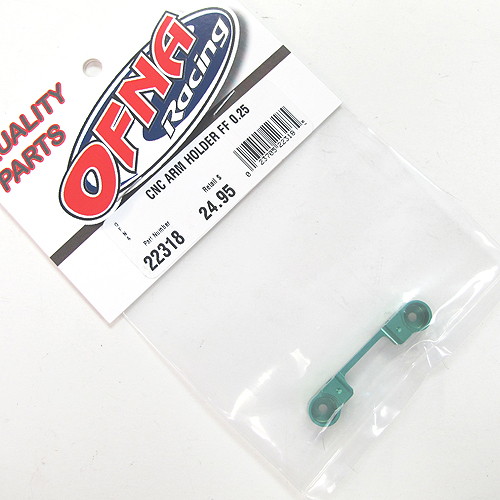 QUALITY
PARTS
OFNA
Racing
CNC ARM HOLDER FF 0.25
Part Number
Retail $
22318
24.95